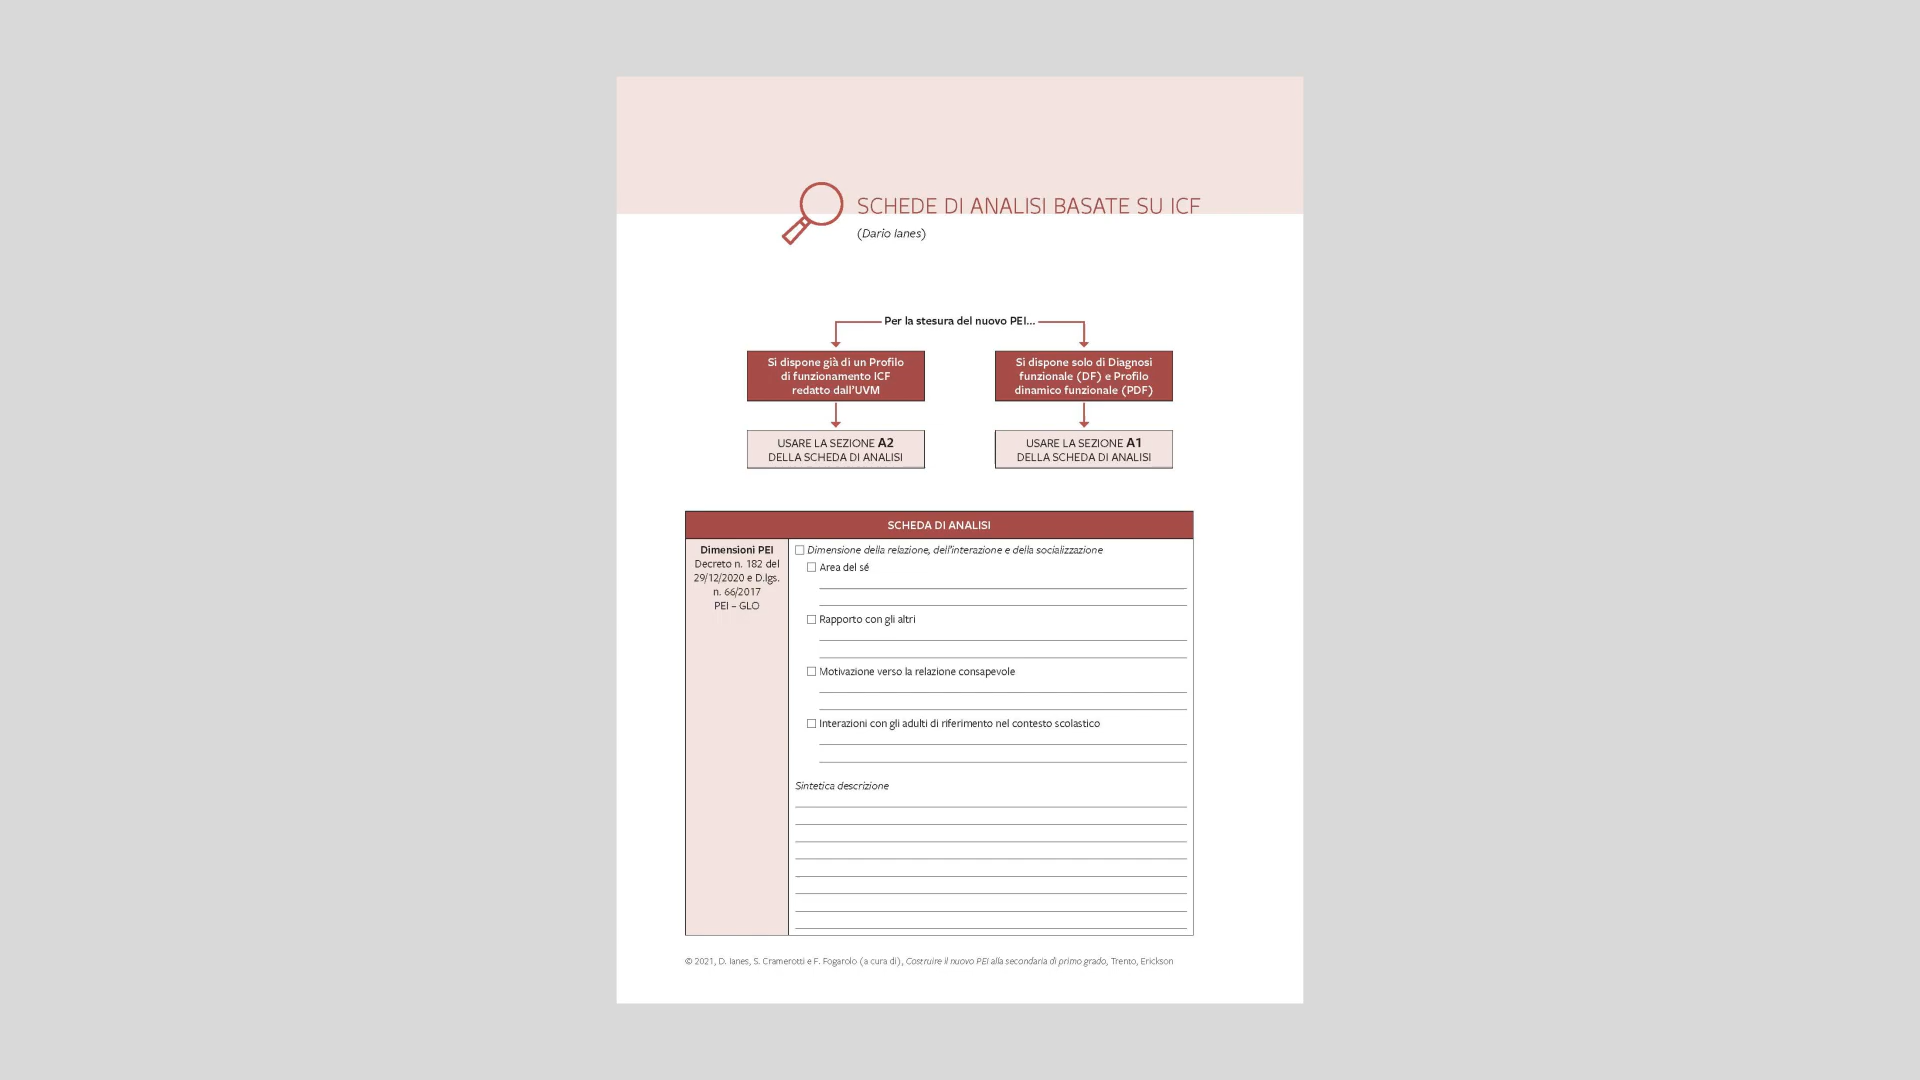 SCHEDE DI ANALISI BASATE SU ICF
(Dario Ianes)
Per la stesura del nuovo PEI...
Si dispone già di un Profilo
di funzionamento ICF
redatto dall'UVM
Si dispone solo di Diagnosi
funzionale (DF) e Profilo
dinamico funzionale (PDF)
USARE LA SEZIONE A2
DELLA SCHEDA DI ANALISI
USARE LA SEZIONE A1
DELLA SCHEDA DI ANALISI
SCHEDA DI ANALISI
Dimensioni PEI
Decreto n. 182 del
29/12/2020 e D.lgs.
n. 66/2017
PEI – GLO
Dimensione della relazione, dell'interazione e della socializzazione
Area del sé
Rapporto con gli altri
Motivazione verso la relazione consapevole
Interazioni con gli adulti di riferimento nel contesto scolastico
Sintetica descrizione
© 2021, D. Ianes, S. Cramerotti e F. Fogarolo (a cura di), Costruire il nuovo PEI alla secondaria di primo grado, Trento, Erickson